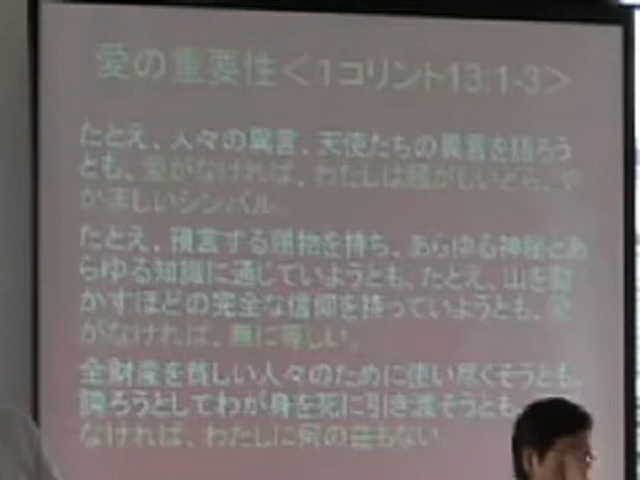 愛の重要性＜1コリント13:1-3＞
たとえ、人々の異言、天使たちの異言を語ろう
とも、愛がなければ、わたしは騒がしいどら、や
かましいシンバル。
たとえ、預言する賜物を持ち、あらゆる神秘とあ
らゆる知識に通じていようとも、たとえ、山を動
かすほどの完全な信仰を持っていようとも、愛
がなければ、無に等しい。
全財産を貧しい人々のために使い尽くそうとも、
誇ろうとしてわが身を死に引き渡そうとも、
なければ、わたしに何の益もない